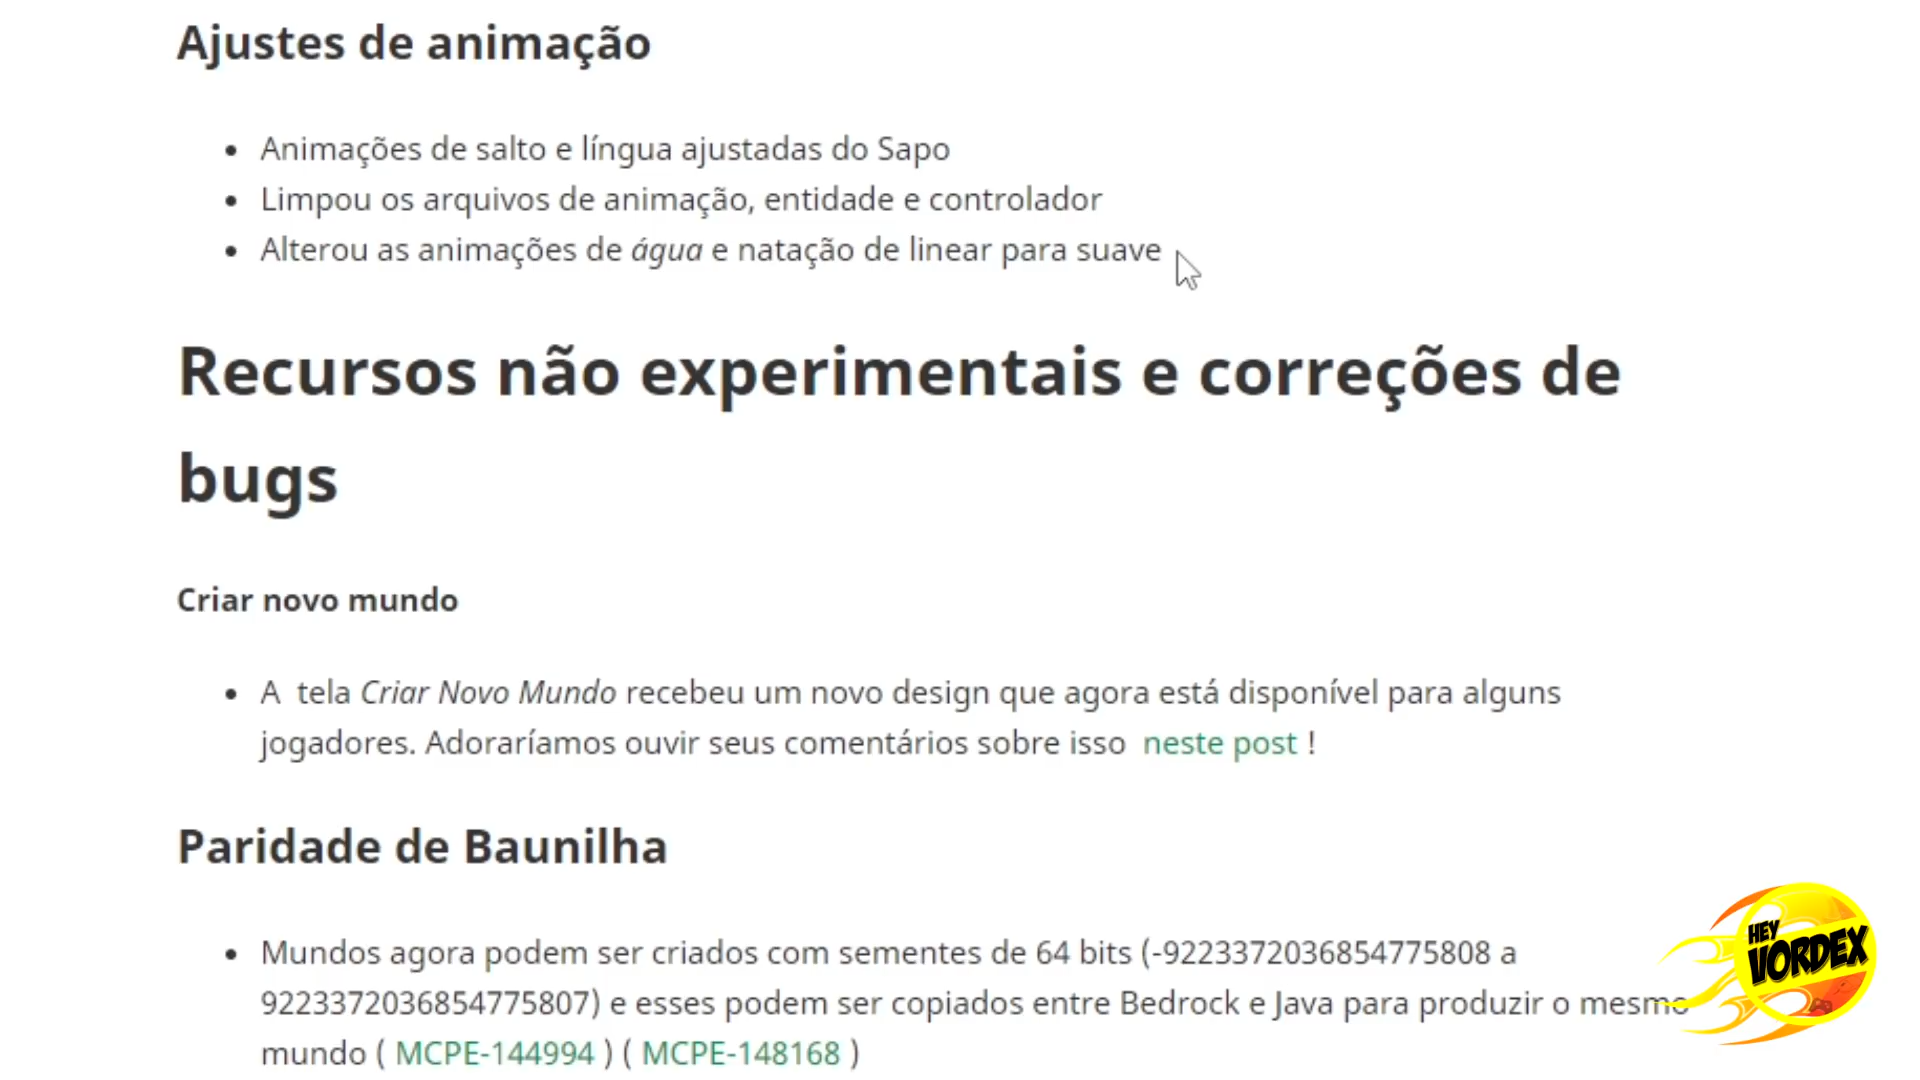 Ajustes de animação
• Animações de salto e língua ajustadas do Sapo
• Limpou os arquivos de animação, entidade e controlador
• Alterou as animações de água e natação de linear para suave
Recursos não experimentais e correções de
bugs
Criar novo mundo
• A tela Criar Novo Mundo recebeu um novo design que agora está disponível para alguns
jogadores. Adoraríamos ouvir seus comentários sobre isso neste post !
Paridade de Baunilha
• Mundos agora podem ser criados com sementes de 64 bits (-9223372036854775808 a
9223372036854775807) e esses podem ser copiados entre Bedrock e Java para produzir o mesmo
mundo ( MCPE-144994 ) ( MCPE-148168 )
HEY
VORDEX